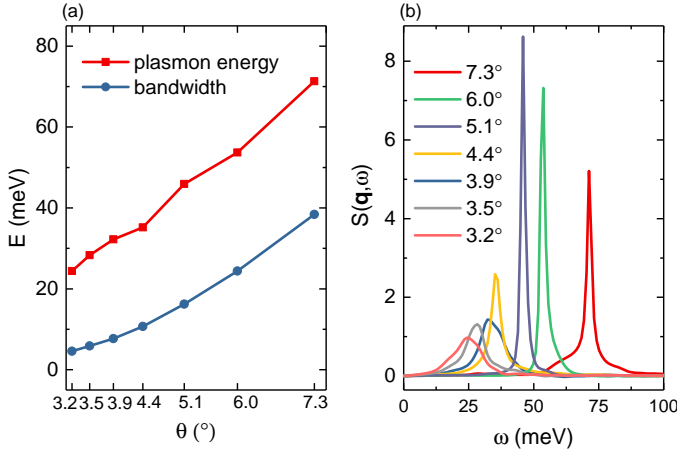 (a)
80
60
40
20
0
E (meV)
plasmon energy
bandwidth
3.2 3.5 3.9 4.4 5.1 6.0 7.3
θ (°)
(b)
8
6
4
2
0
S(q,ω)
7.3°
6.0°
5.1°
4.4°
3.9°
3.5°
3.2°
0 25 50 75 100
ω (meV)